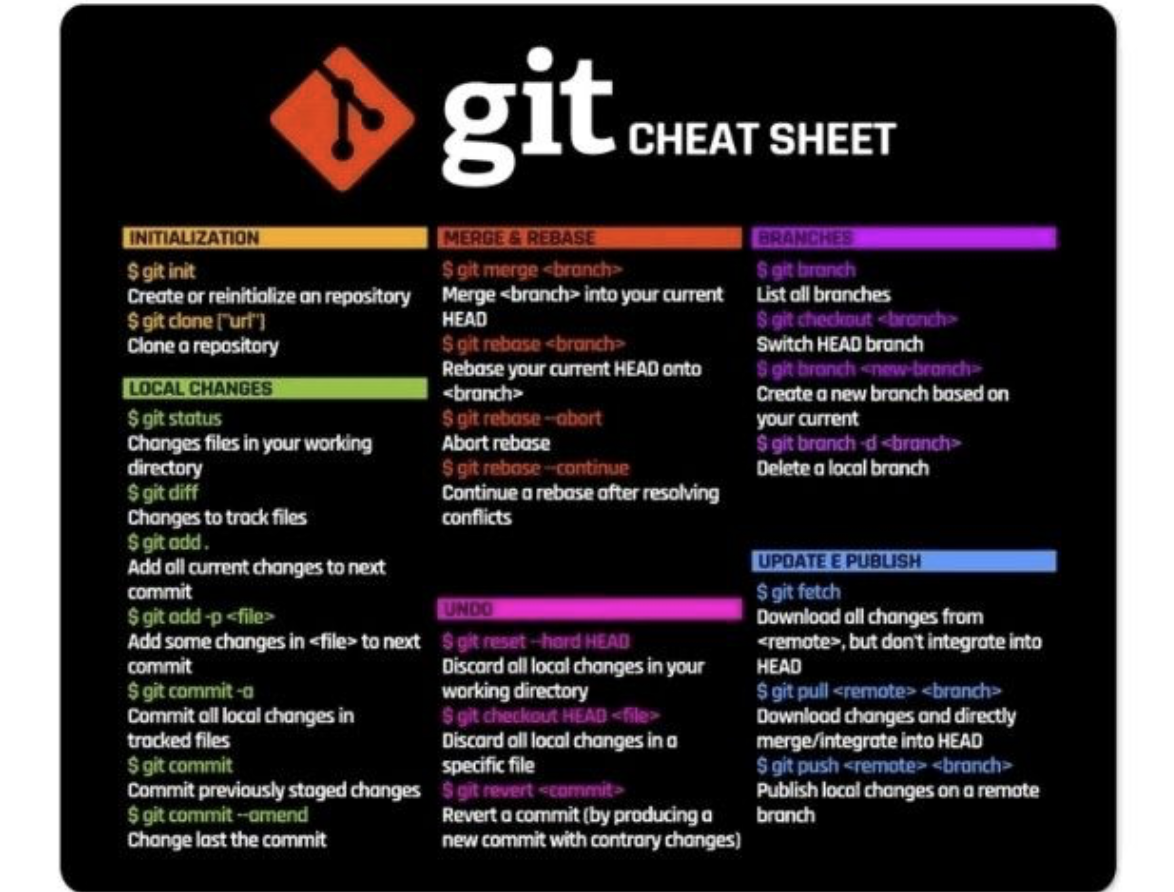 git CHEAT SHEET
INITIALIZATION
$ git init
Create or reinitialize an repository
$ git clone ["url"]
Clone a repository
LOCAL CHANGES
$ git status
Changes files in your working
directory
$ git diff
Changes to track files
$ git add .
Add all current changes to next
commit
$ git add -p <file>
Add some changes in <file> to next
commit
$ git commit -a
Commit all local changes in
tracked files
$ git commit
Commit previously staged changes
$ git commit --amend
Change last the commit
MERGE & REBASE
$ git merge <branch>
Merge <branch> into your current
HEAD
$ git rebase <branch>
Rebase your current HEAD onto
<branch>
$ git rebase --abort
Abort rebase
$ git rebase --continue
Continue a rebase after resolving
conflicts
UNDO
$ git reset --hard HEAD
Discard all local changes in your
working directory
$ git checkout HEAD <file>
Discard all local changes in a
specific file
$ git revert <commit>
Revert a commit (by producing a
new commit with contrary changes)
BRANCHES
$ git branch
List all branches
$ git checkout <branch>
Switch HEAD branch
$ git branch <new-branch>
Create a new branch based on
your current
$ git branch -d <branch>
Delete a local branch
UPDATE E PUBLISH
$ git fetch
Download all changes from
<remote>, but don't integrate into
HEAD
$ git pull <remote> <branch>
Download changes and directly
merge/integrate into HEAD
$ git push <remote> <branch>
Publish local changes on a remote
branch